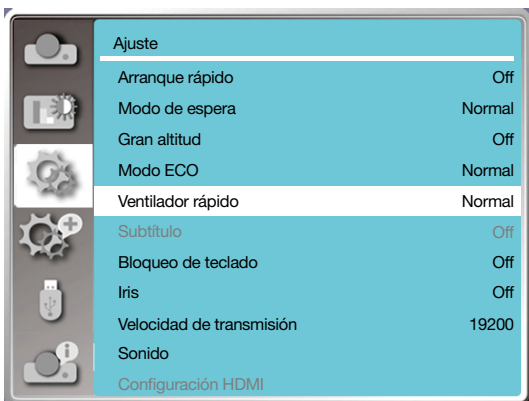 Ajuste
Arranque rápido Off
Modo de espera Normal
Gran altitud Off
Modo ECO Normal
Ventilador rápido Normal
Subtítulo Off
Bloqueo de teclado Off
Iris Off
Velocidad de transmisión 19200
Sonido
Configuración HDMI